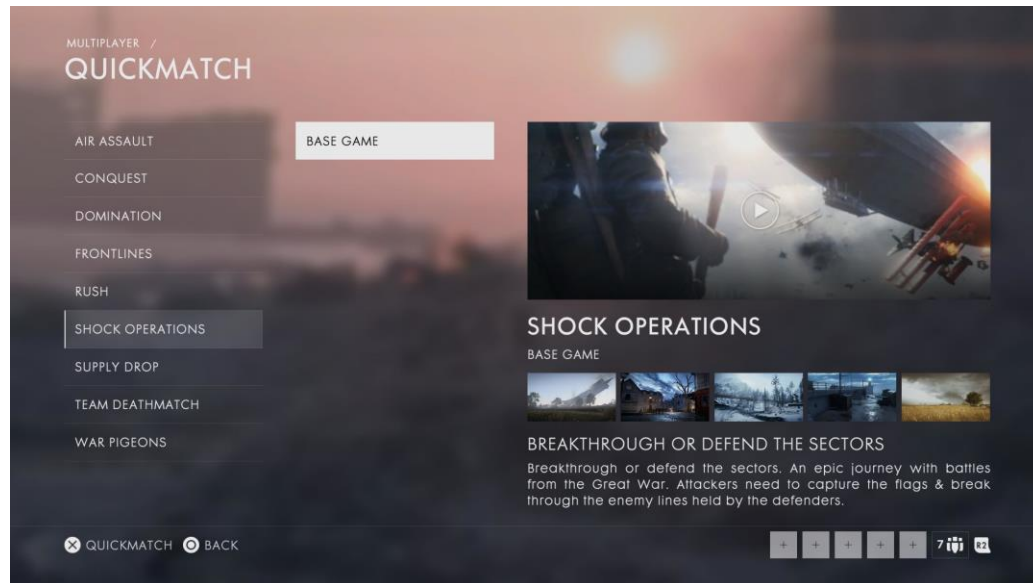 MULTIPLAYER /
QUICKMATCH
AIR ASSAULT
CONQUEST
DOMINATION
FRONTLINES
RUSH
SHOCK OPERATIONS
SUPPLY DROP
TEAM DEATHMATCH
WAR PIGEONS
BASE GAME
SHOCK OPERATIONS
BASE GAME
BREAKTHROUGH OR DEFEND THE SECTORS
Breakthrough or defend the sectors. An epic journey with battles
from the Great War. Attackers need to capture the flags & break
through the enemy lines held by the defenders.
QUICKMATCH BACK
7 R2